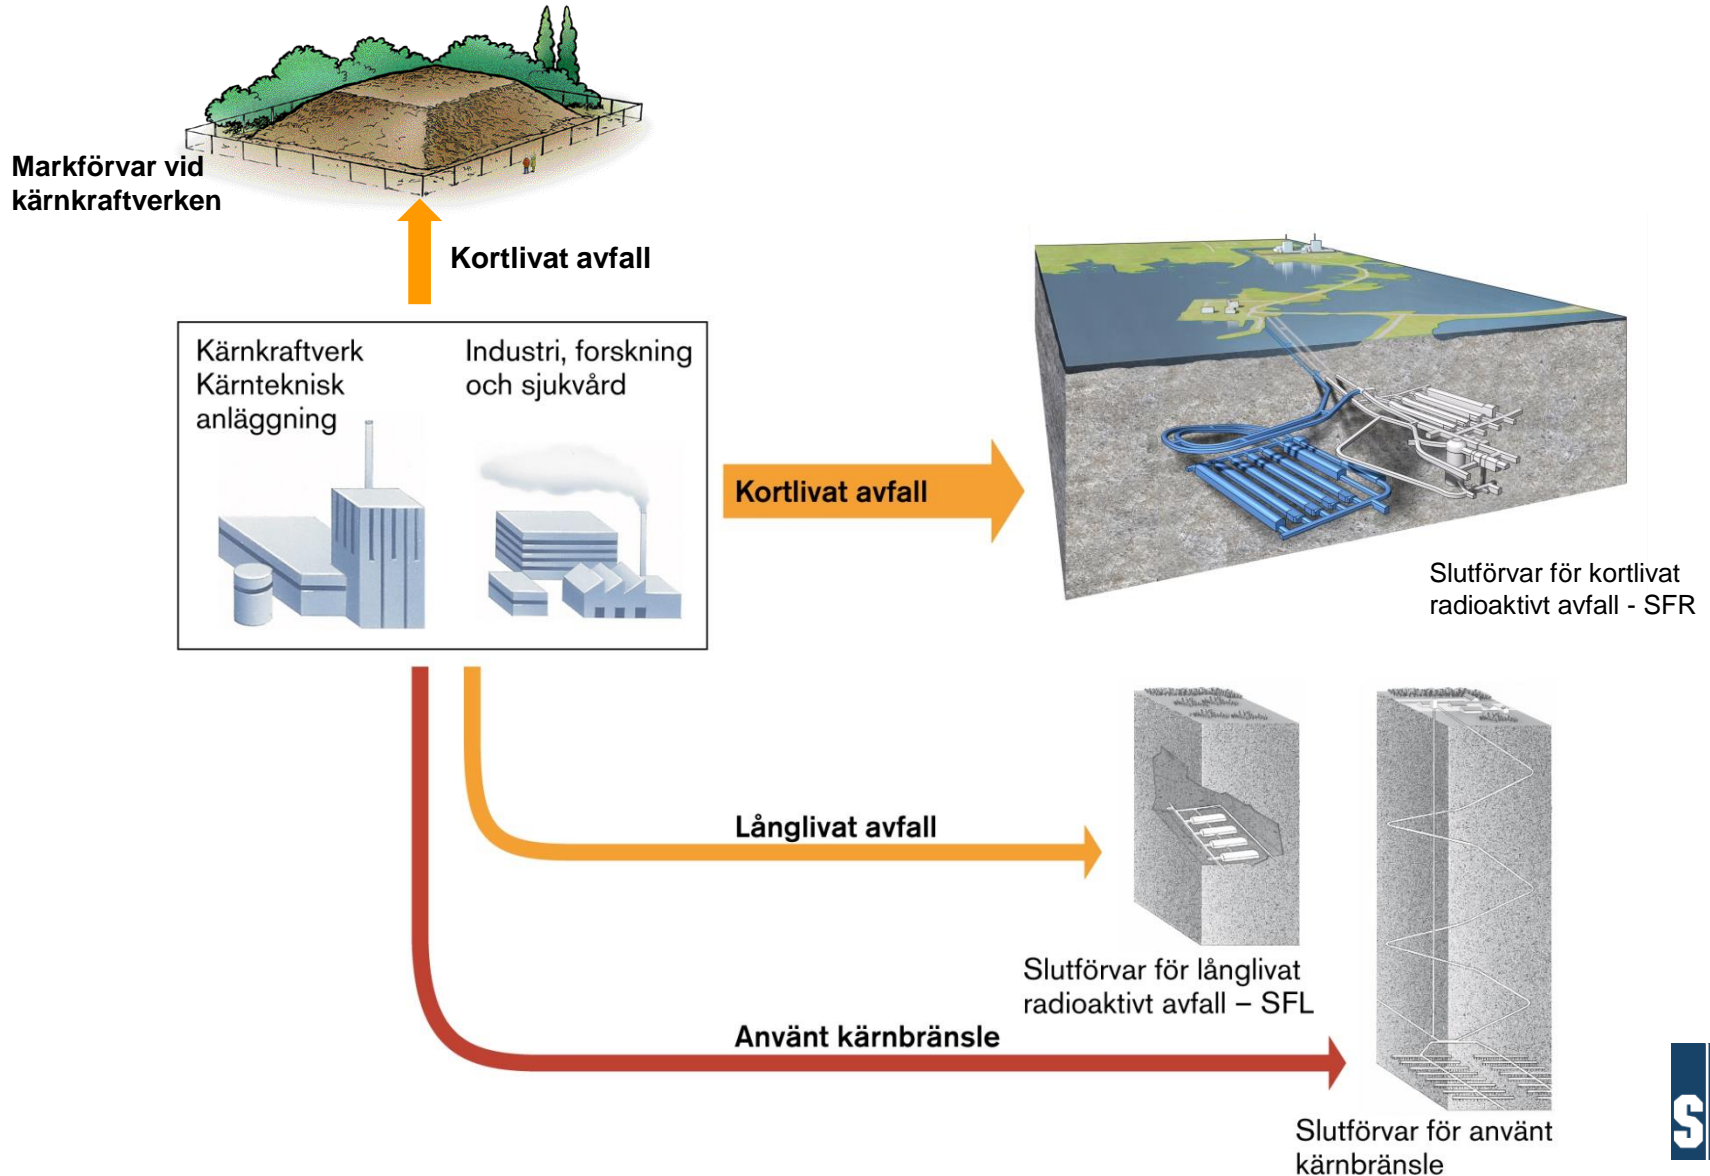 Markförvar vid
kärnkraftverken
Kortlivat avfall
Kärnkraftverk
Kärnteknisk
anläggning
Industri, forskning
och sjukvård
Kortlivat avfall
Slutförvar för kortlivat
radioaktivt avfall - SFR
Långlivat avfall
Slutförvar för långlivat
radioaktivt avfall – SFL
Använt kärnbränsle
Slutförvar för använt
kärnbränsle
S